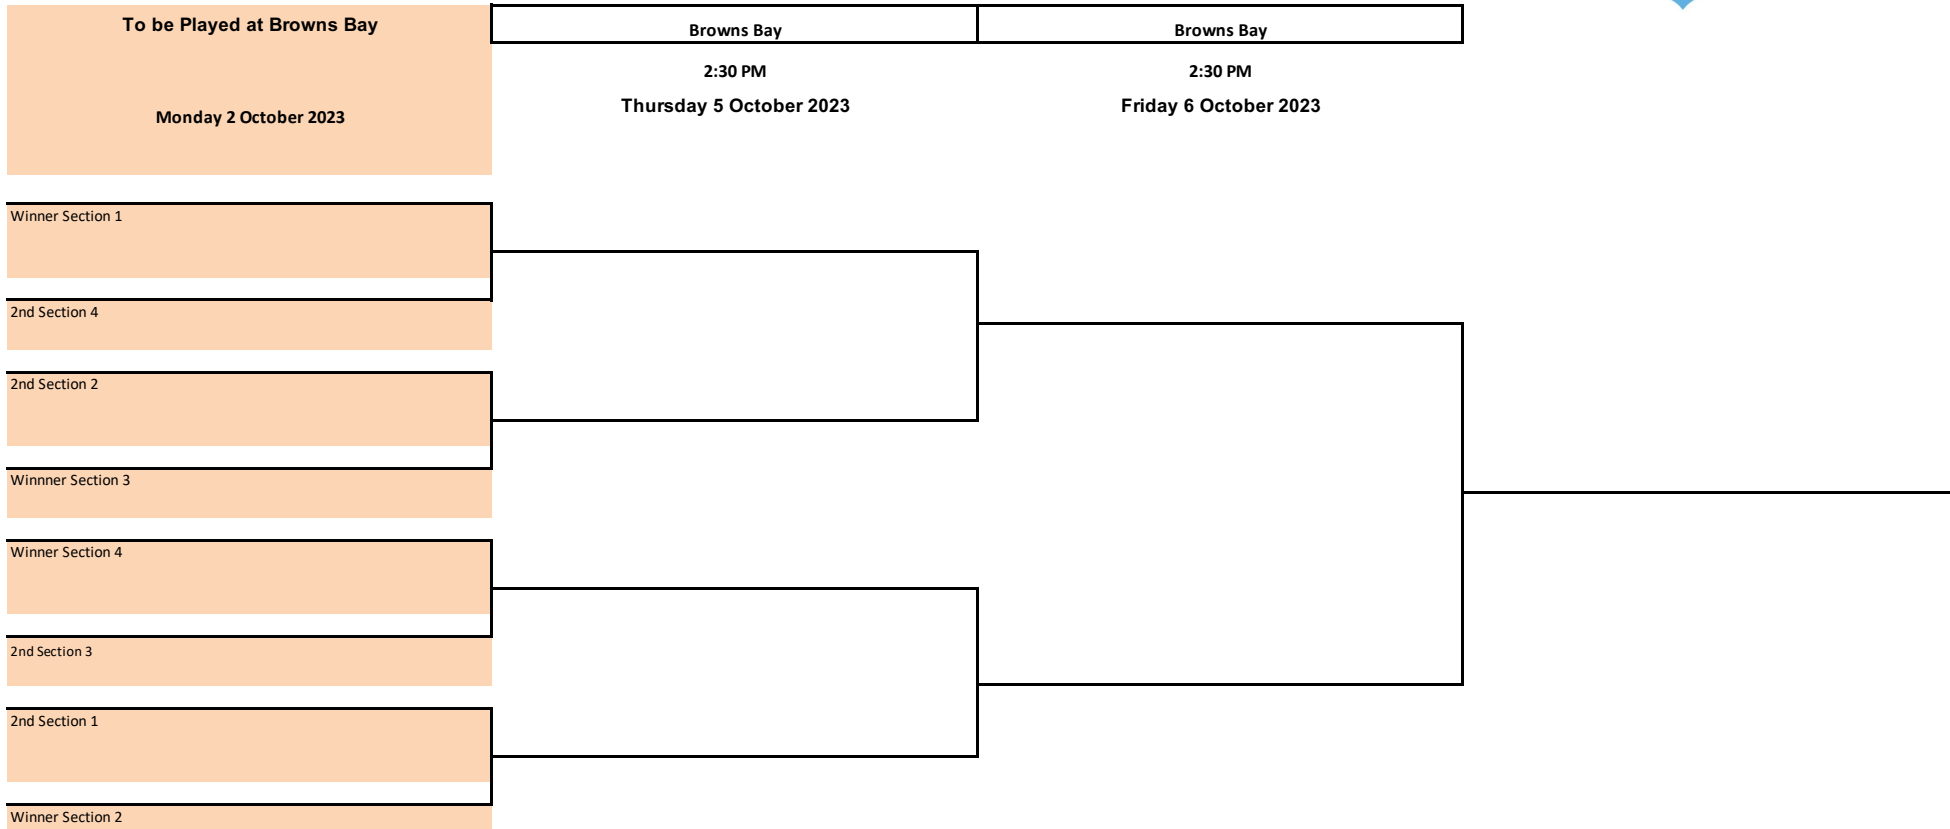 To be Played at Browns Bay
Monday 2 October 2023
Browns Bay
2:30 PM
Thursday 5 October 2023
Browns Bay
2:30 PM
Friday 6 October 2023
Winner Section 1
2nd Section 4
2nd Section 2
Winnner Section 3
Winner Section 4
2nd Section 3
2nd Section 1
Winner Section 2